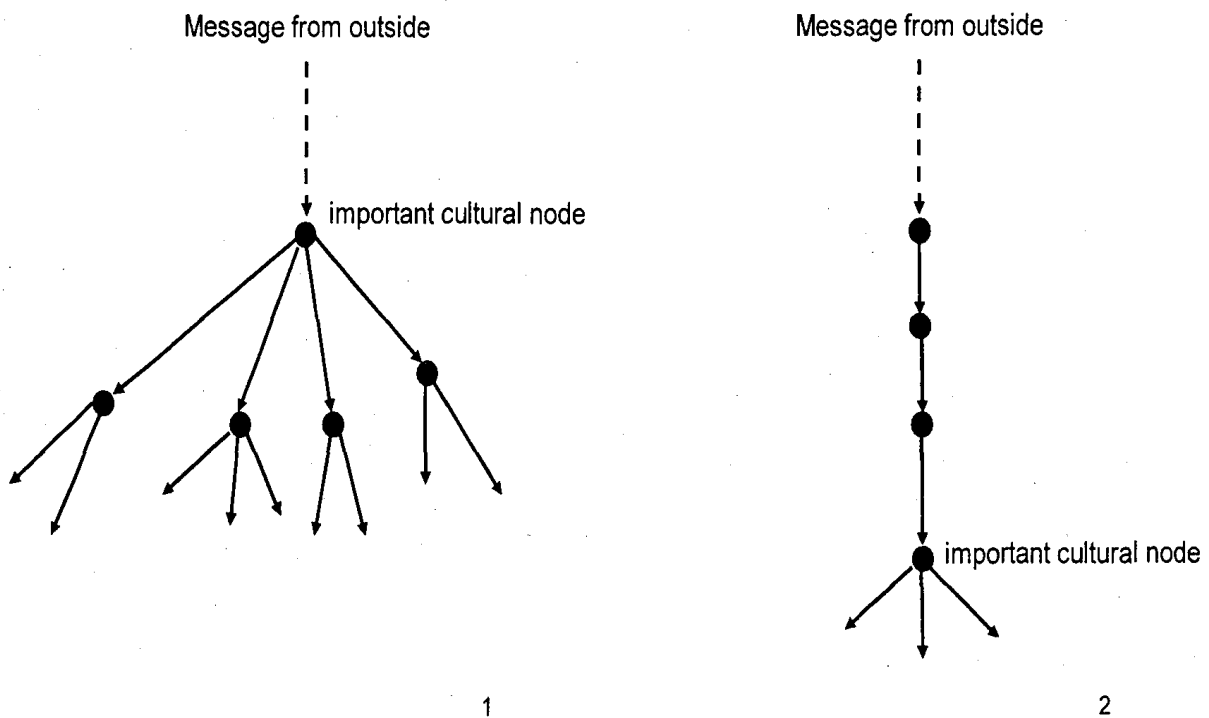 Message from outside
important cultural node
1
Message from outside
important cultural node
2